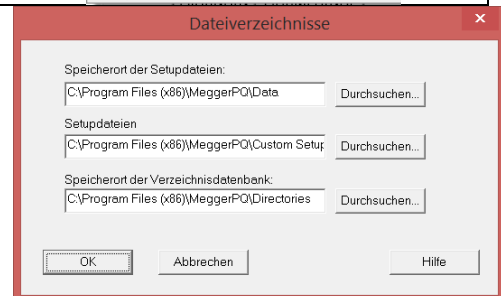 Dateiverzeichnisse
Speicherort der Setupdateien:
C:\Program Files (x86)\MeggerPQ\Data
Durchsuchen...
Setupdateien
C:\Program Files (x86)\MeggerPQ\Custom Setup
Durchsuchen...
Speicherort der Verzeichnisdatenbank:
C:\Program Files (x86)\MeggerPQ\Directories
Durchsuchen...
OK Abbrechen Hilfe